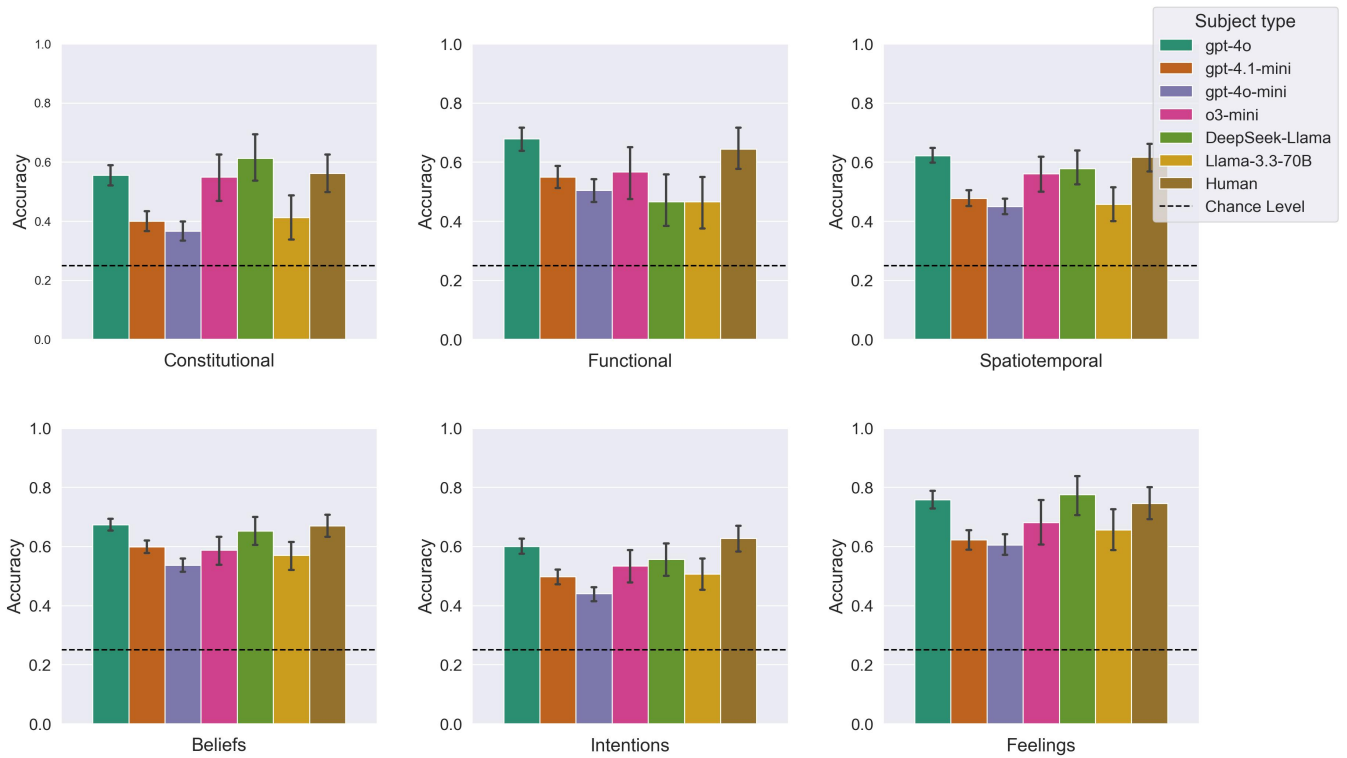 Subject type
gpt-4o
gpt-4.1-mini
gpt-4o-mini
o3-mini
DeepSeek-Llama
Llama-3.3-70B
Human
Chance Level
Accuracy
1.0
0.8
0.6
0.4
0.2
0.0
Constitutional
Accuracy
1.0
0.8
0.6
0.4
0.2
0.0
Functional
Accuracy
1.0
0.8
0.6
0.4
0.2
0.0
Spatiotemporal
Accuracy
1.0
0.8
0.6
0.4
0.2
0.0
Beliefs
Accuracy
1.0
0.8
0.6
0.4
0.2
0.0
Intentions
Accuracy
1.0
0.8
0.6
0.4
0.2
0.0
Feelings